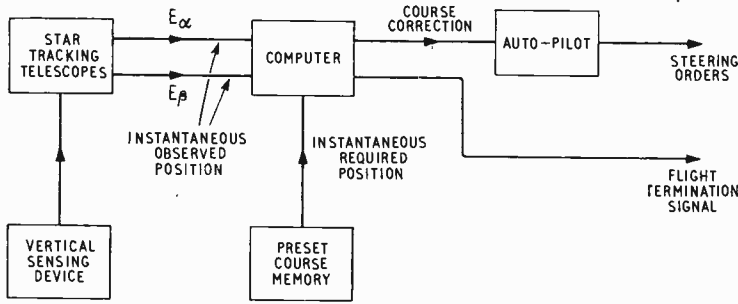 STAR
TRACKING
TELESCOPES
Eα
Eβ
INSTANTANEOUS
OBSERVED
POSITION
COMPUTER
COURSE
CORRECTION
AUTO-PILOT
STEERING
ORDERS
INSTANTANEOUS
REQUIRED
POSITION
FLIGHT
TERMINATION
SIGNAL
VERTICAL
SENSING
DEVICE
PRESET
COURSE
MEMORY